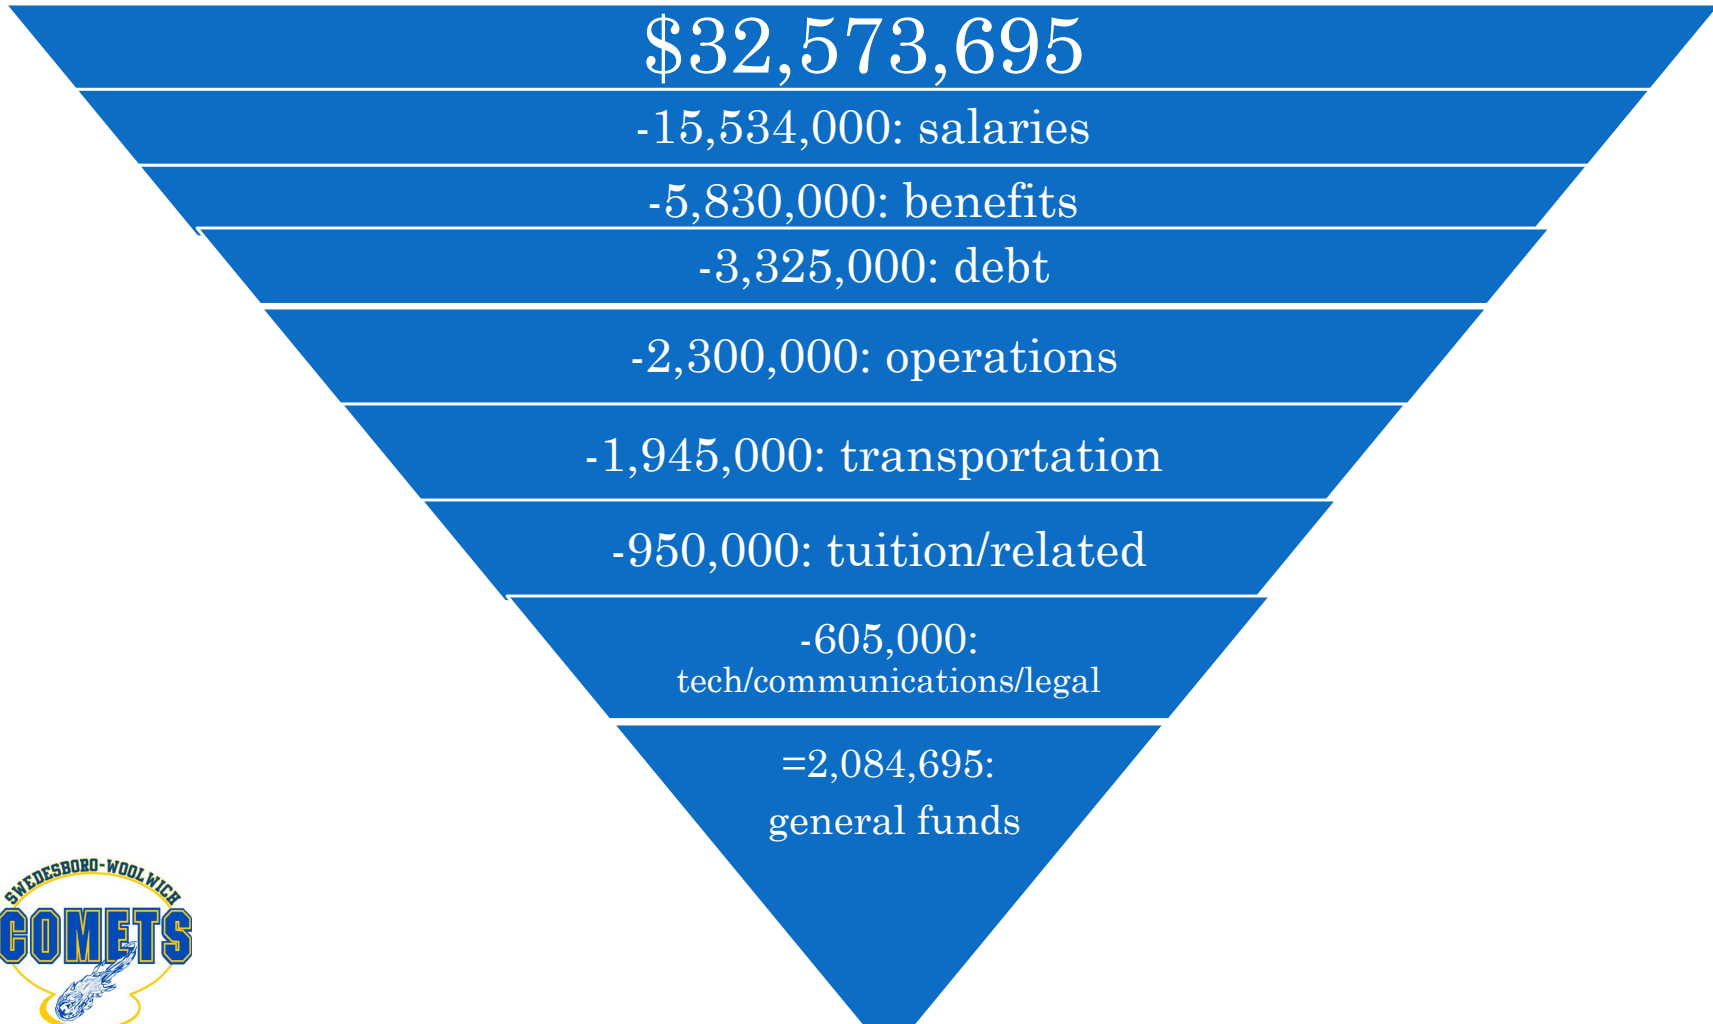 $32,573,695
-15,534,000: salaries
-5,830,000: benefits
-3,325,000: debt
-2,300,000: operations
-1,945,000: transportation
-950,000: tuition/related
-605,000:
tech/communications/legal
=2,084,695:
general funds
SWEDESBORO-WOOLWICH
COMETS